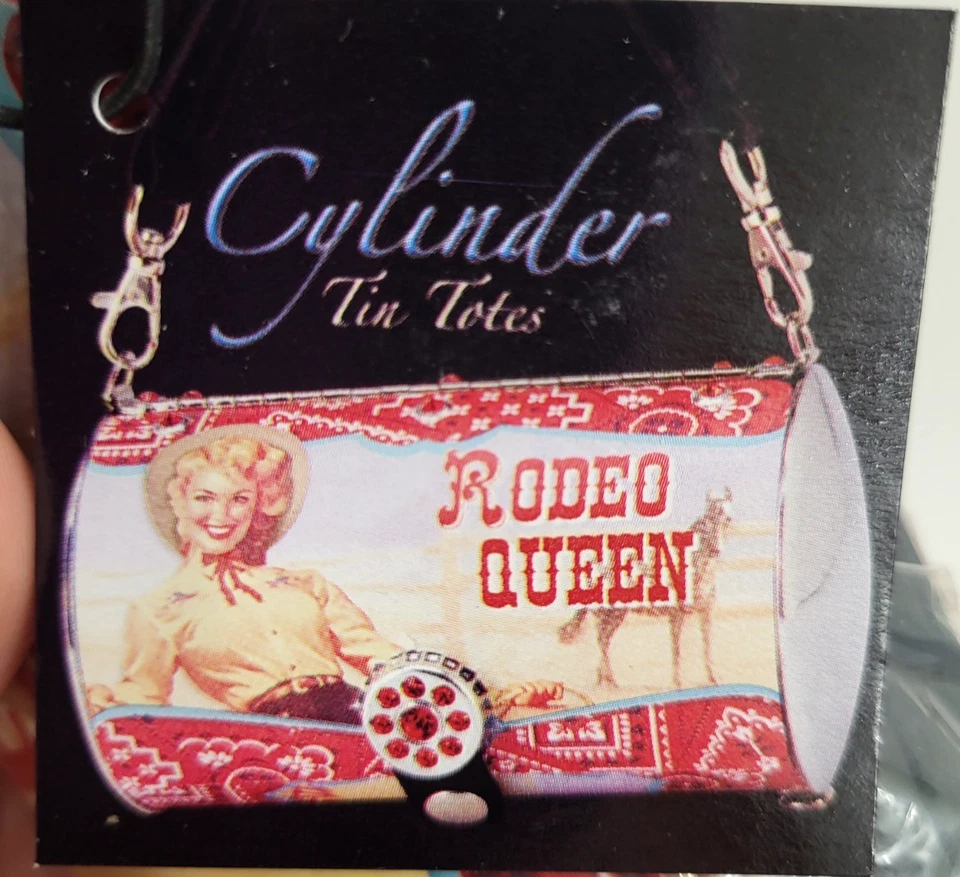 Cylinder
Tin Totes
RODEO
QUEEN